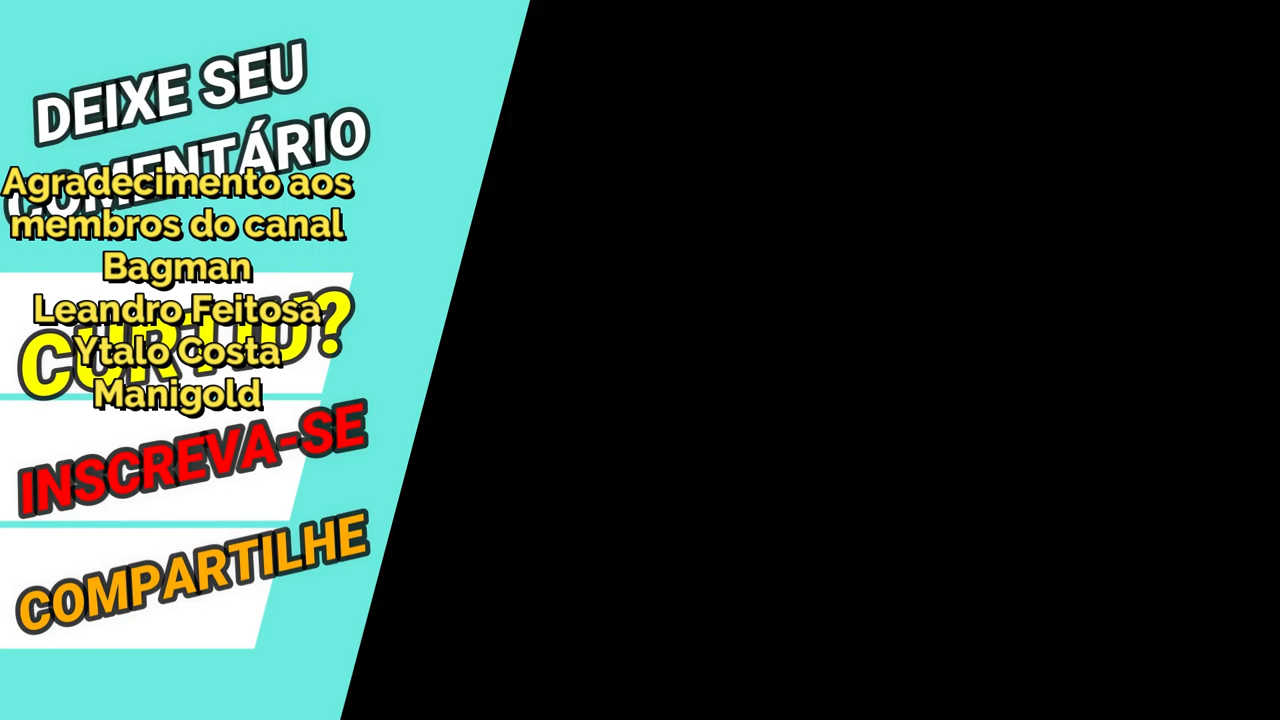 DEIXE SEU
COMENTÁRIO
Agradecimento aos
membros do canal
Bagman
Leandro Feitosa
CURTIU?
Ytalo Costa
Manigold
INSCREVA-SE
COMPARTILHE